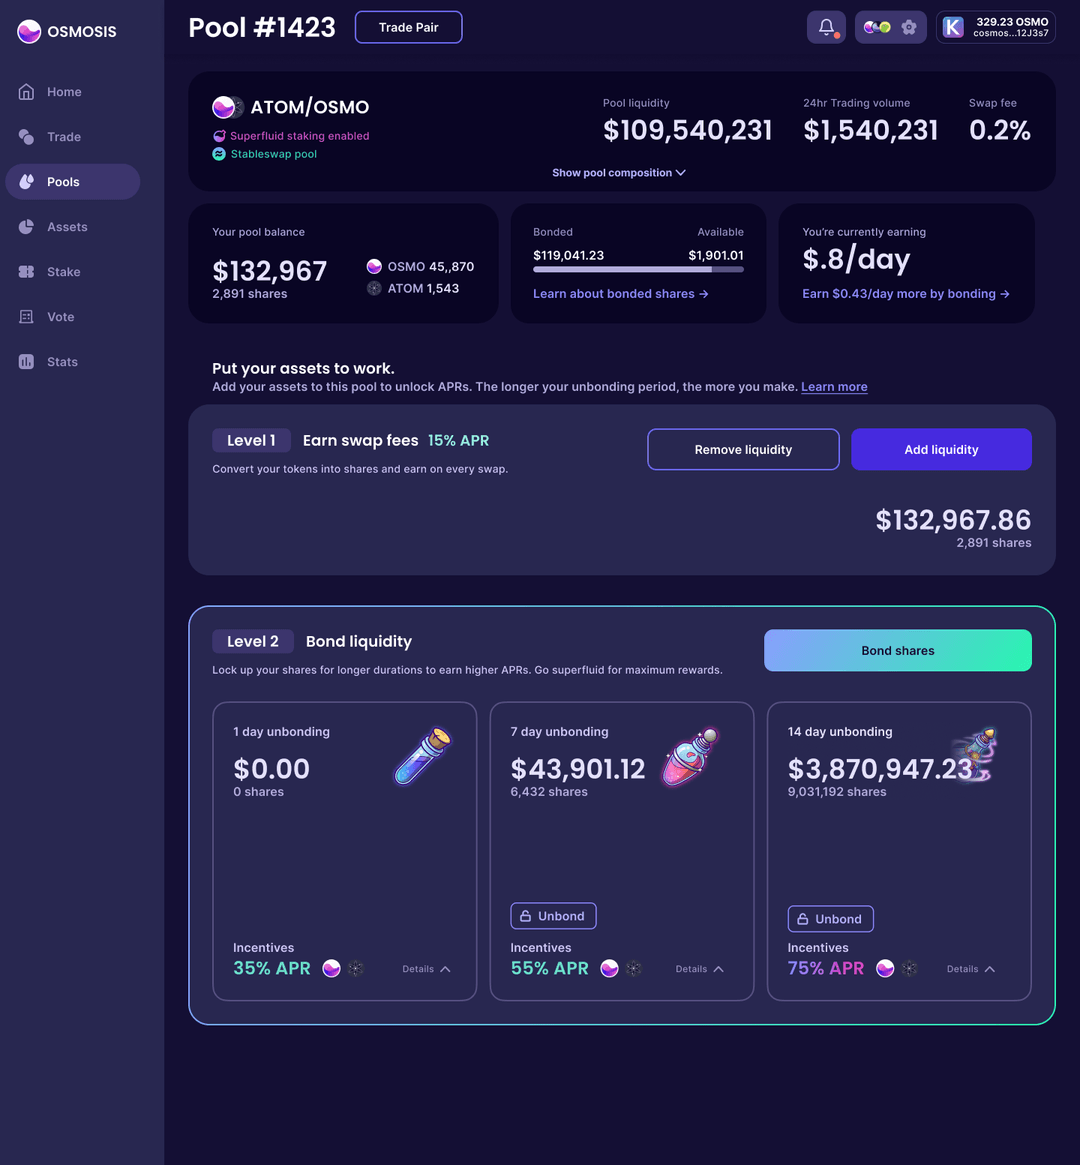 OSMOSIS
Home
Trade
Pools
Assets
Stake
Vote
Stats
Pool #1423
Trade Pair
K
329.23 OSMO
cosmos...12J3s7
ATOM/OSMO
Superfluid staking enabled
Stableswap pool
Pool liquidity
$109,540,231
24hr Trading volume
$1,540,231
Swap fee
0.2%
Show pool composition
Your pool balance
$132,967
2,891 shares
OSMO 45,,870
ATOM 1,543
Bonded
Available
$119,041.23
$1,901.01
Learn about bonded shares →
You're currently earning
$.8/day
Earn $0.43/day more by bonding →
Put your assets to work.
Add your assets to this pool to unlock APRs. The longer your unbonding period, the more you make. Learn more
Level 1
Earn swap fees 15% APR
Convert your tokens into shares and earn on every swap.
Remove liquidity
Add liquidity
$132,967.86
2,891 shares
Level 2
Bond liquidity
Lock up your shares for longer durations to earn higher APRs. Go superfluid for maximum rewards.
Bond shares
1 day unbonding
$0.00
0 shares
Incentives
35% APR
Details
7 day unbonding
$43,901.12
6,432 shares
Unbond
Incentives
55% APR
Details
14 day unbonding
$3,870,947.23
9,031,192 shares
Unbond
Incentives
75% APR
Details